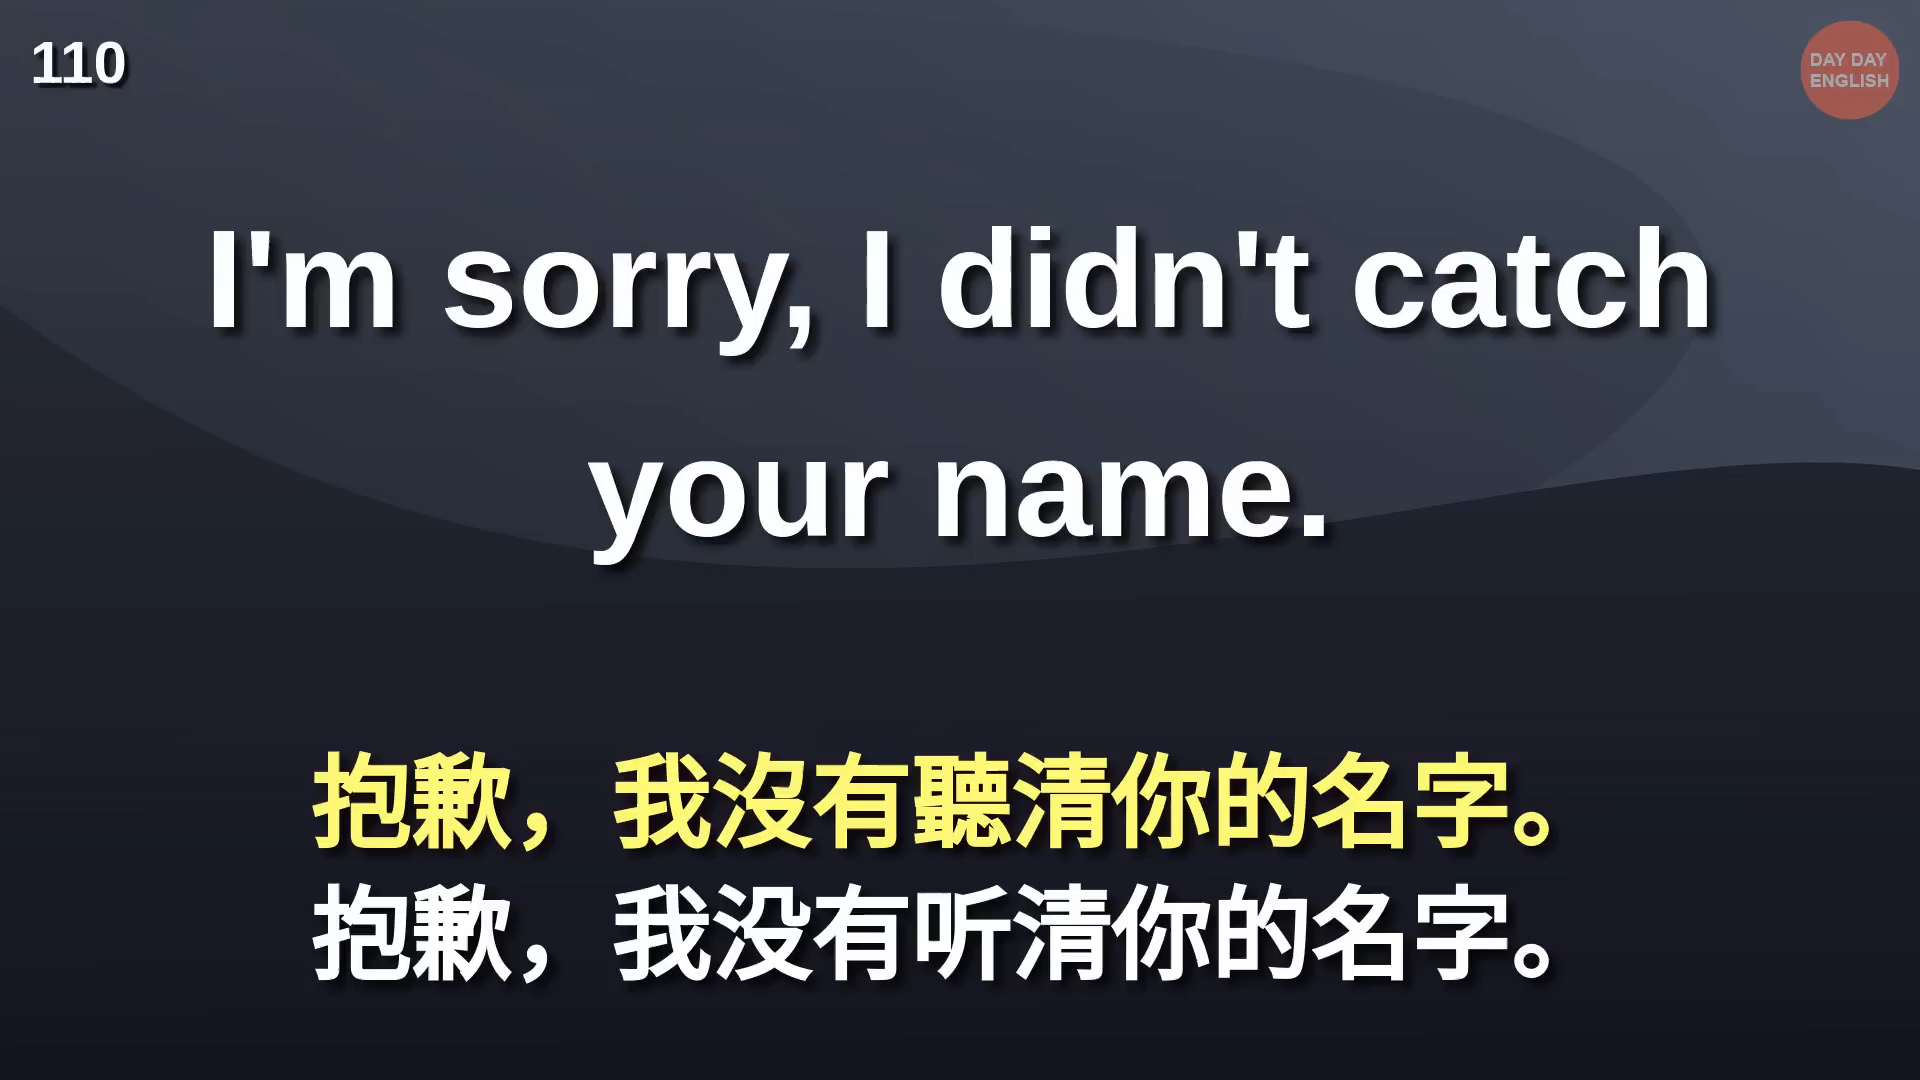 110
DAY DAY
ENGLISH
I'm sorry, I didn't catch
your name.
抱歉，我沒有聽清你的名字。
抱歉，我没有听清你的名字。